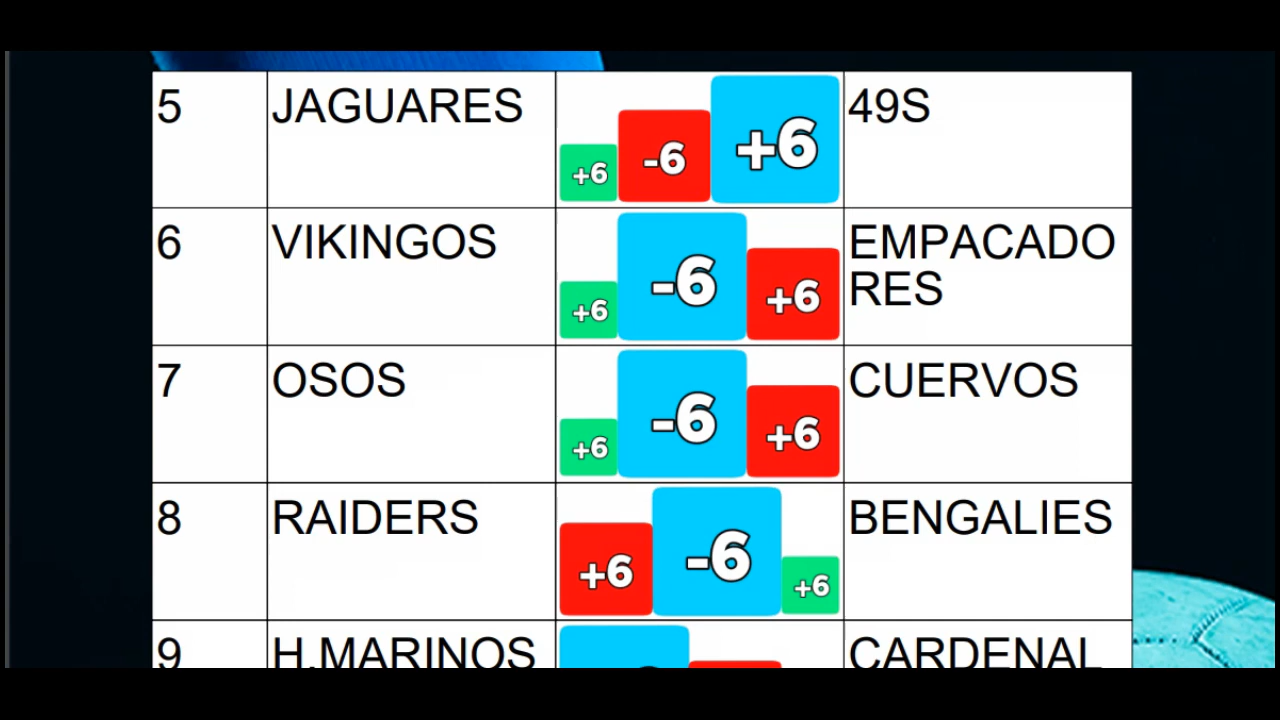 5 JAGUARES +6 -6 +6 49S
6 VIKINGOS +6 -6 +6 EMPACADO
RES
7 OSOS +6 -6 +6 CUERVOS
8 RAIDERS +6 -6 +6 BENGALIES
9 H.MARINOS CARDENAL